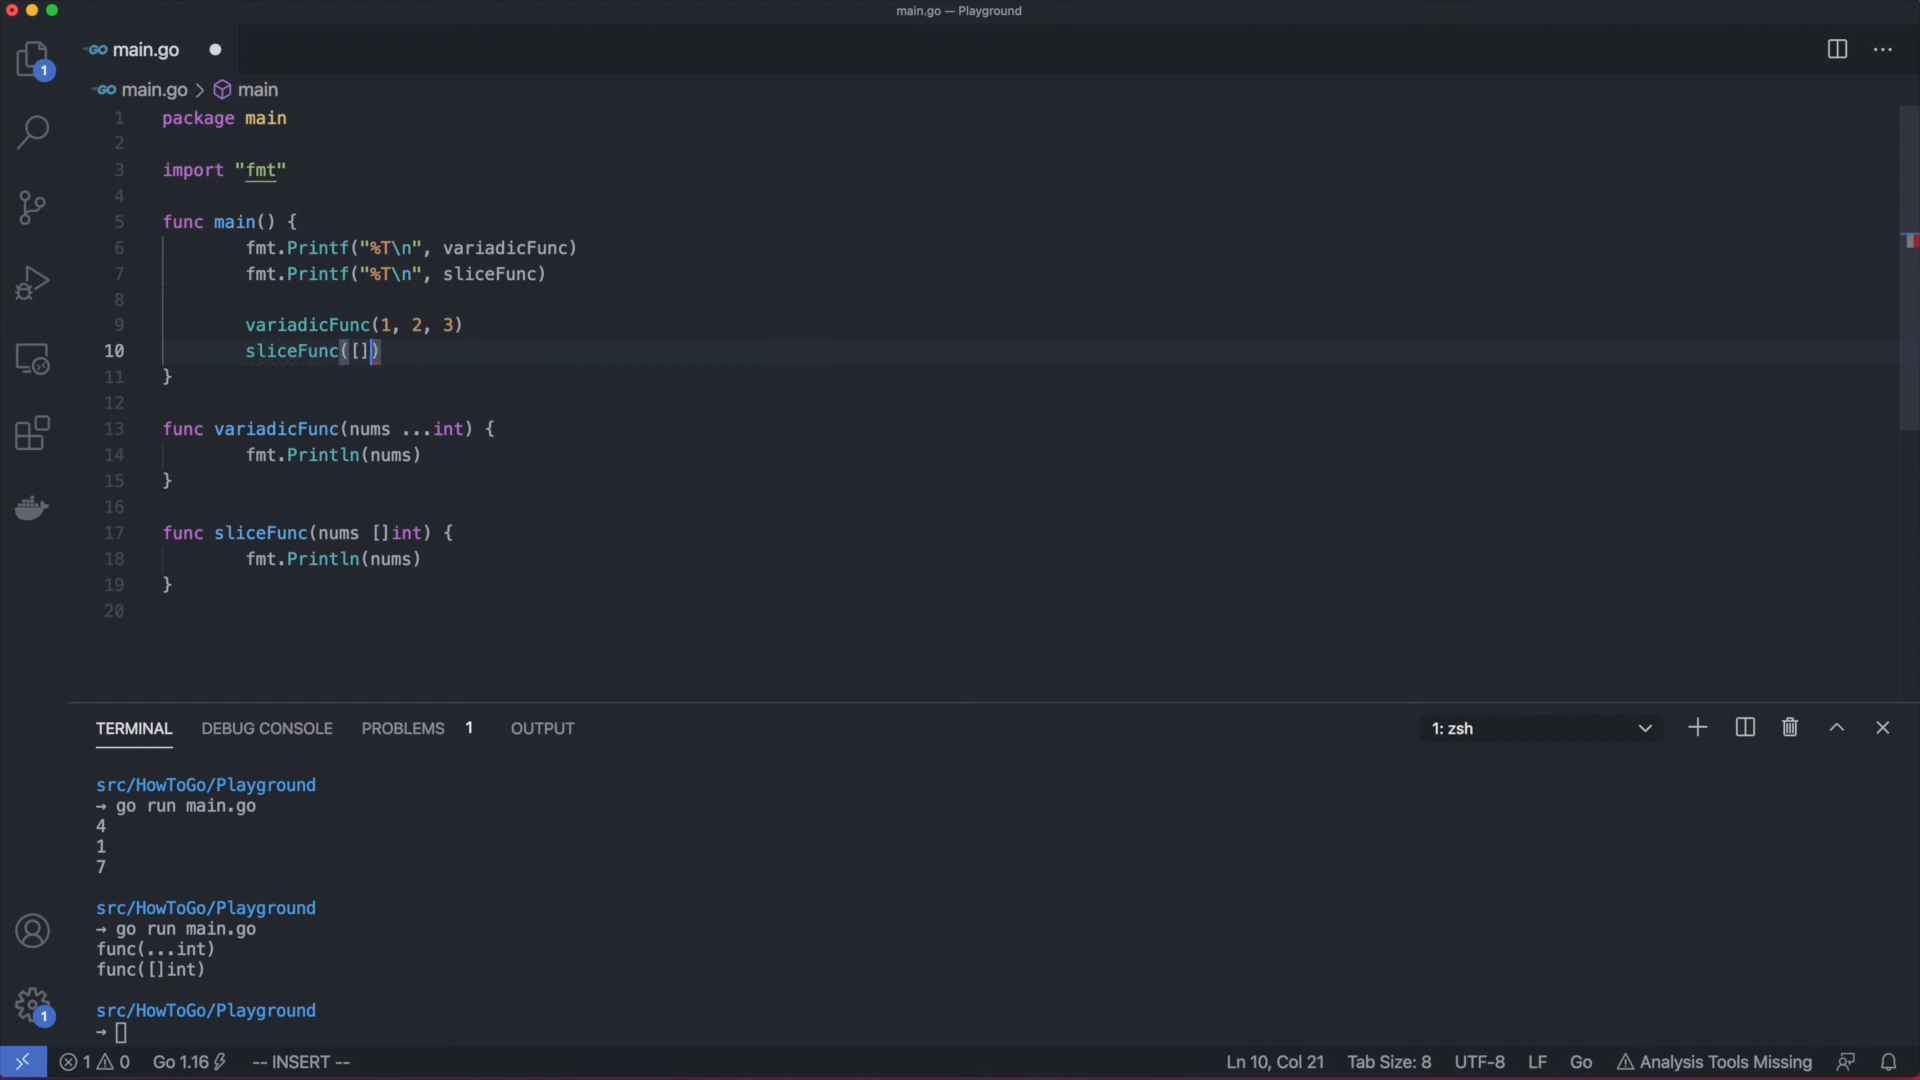 main.go — Playground
GO main.go
1
GO main.go > main
1 package main
2
3 import "fmt"
4
5 func main() {
6 fmt.Printf("%T\n", variadicFunc)
7 fmt.Printf("%T\n", sliceFunc)
8
9 variadicFunc(1, 2, 3)
10 sliceFunc([])
11 }
12
13 func variadicFunc(nums ...int) {
14 fmt.Println(nums)
15 }
16
17 func sliceFunc(nums []int) {
18 fmt.Println(nums)
19 }
20
TERMINAL DEBUG CONSOLE PROBLEMS 1 OUTPUT 1: zsh
src/HowToGo/Playground
→ go run main.go
4
1
7
src/HowToGo/Playground
→ go run main.go
func(...int)
func([]int)
src/HowToGo/Playground
→
1
1 0 Go 1.16 -- INSERT -- Ln 10, Col 21 Tab Size: 8 UTF-8 LF Go Analysis Tools Missing